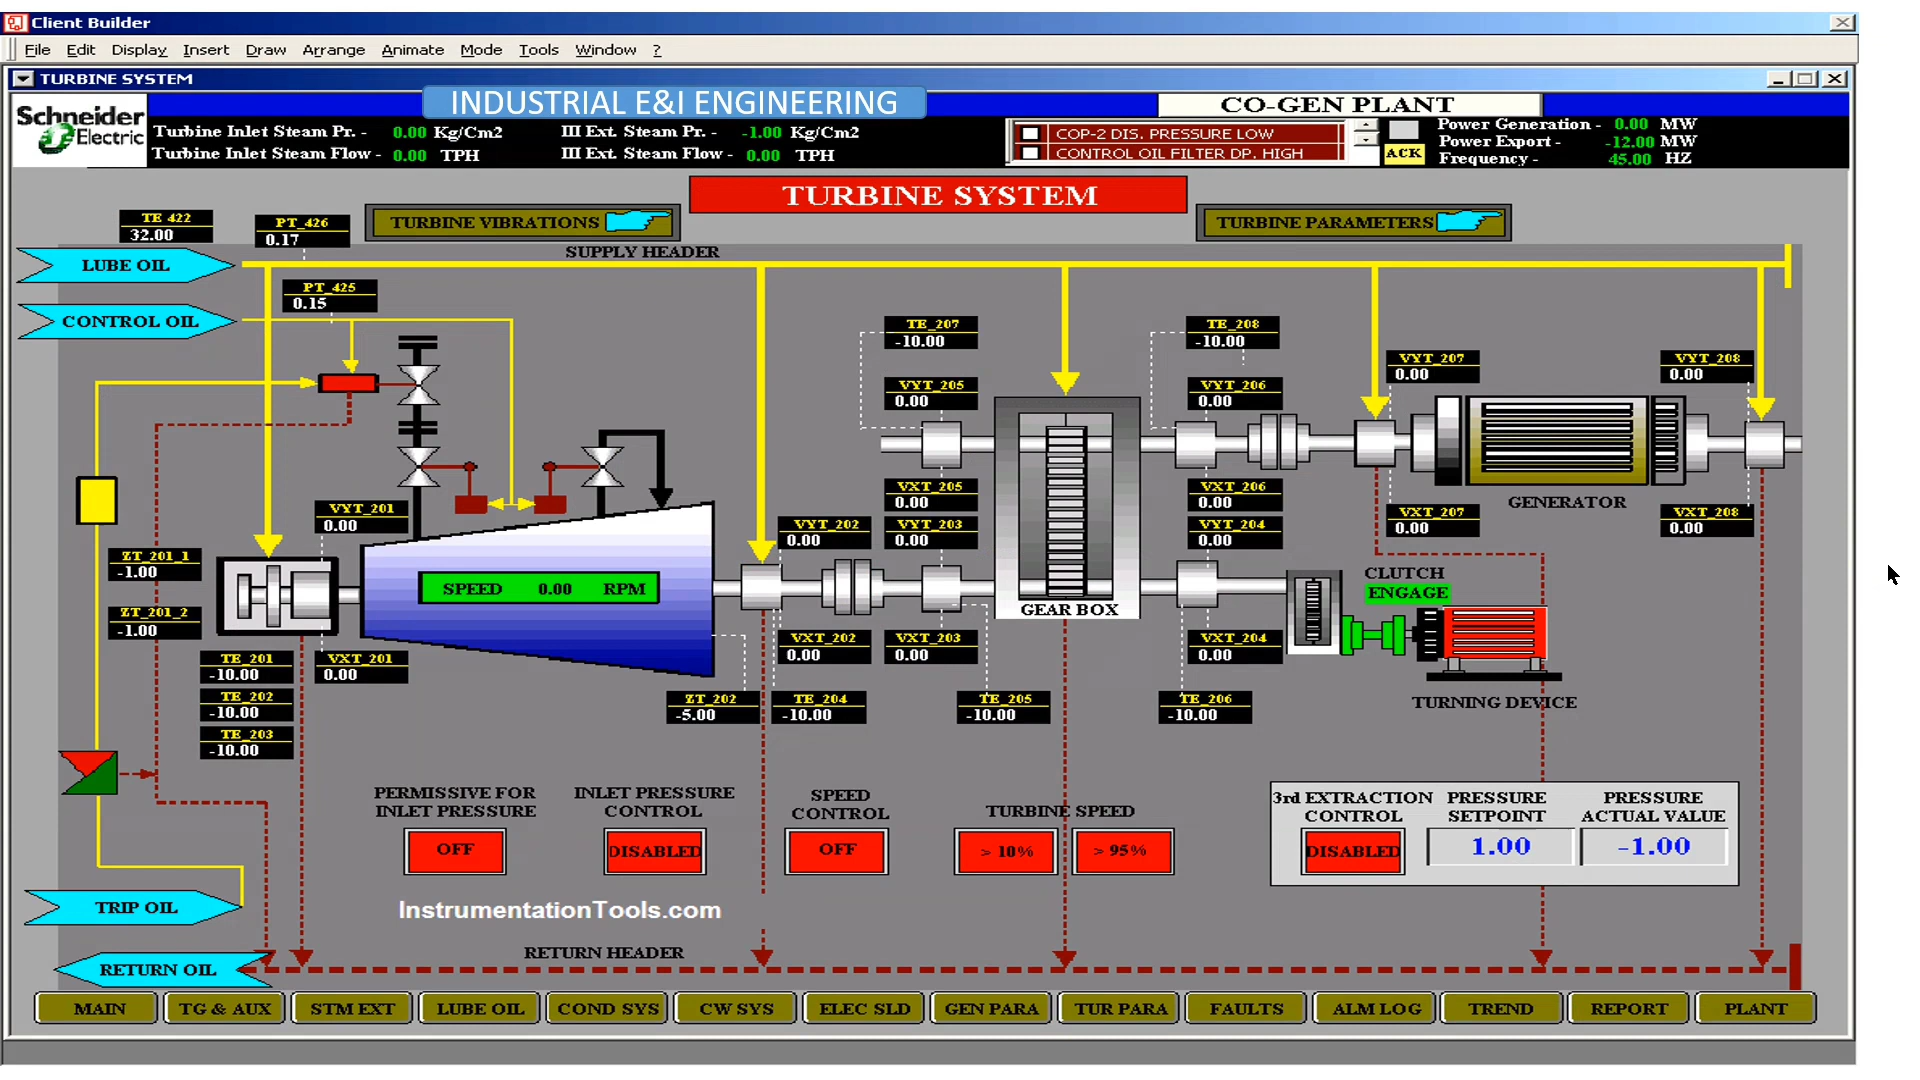 Client Builder
File Edit Display Insert Draw Arrange Animate Mode Tools Window ?
TURBINE SYSTEM
Schneider Electric
INDUSTRIAL E&I ENGINEERING
CO-GEN PLANT
Turbine Inlet Steam Pr. - 0.00 Kg/Cm2
III Ext. Steam Pr. - -1.00 Kg/Cm2
Turbine Inlet Steam Flow - 0.00 TPH
III Ext. Steam Flow - 0.00 TPH
COP-2 DIS. PRESSURE LOW
CONTROL OIL FILTER DP. HIGH
ACK
Power Generation - 0.00 MW
Power Export - -12.00 MW
Frequency - 45.00 HZ
TURBINE SYSTEM
TURBINE VIBRATIONS
TURBINE PARAMETERS
TE 422
32.00
PT_426
0.17
SUPPLY HEADER
LUBE OIL
PT_425
0.15
CONTROL OIL
TE_207
-10.00
TE_208
-10.00
VYT_205
0.00
VYT_206
0.00
VYT_207
0.00
VYT_208
0.00
VXT_205
0.00
VXT_206
0.00
GENERATOR
VXT_207
0.00
VXT_208
0.00
VYT_201
0.00
VYT_202
0.00
VYT_203
0.00
VYT_204
0.00
ZT_201_1
-1.00
SPEED 0.00 RPM
CLUTCH
ENGAGE
GEAR BOX
ZT_201_2
-1.00
VXT_202
0.00
VXT_203
0.00
VXT_204
0.00
TE_201
-10.00
VXT_201
0.00
TE_202
-10.00
ZT_202
-5.00
TE_204
-10.00
TE_205
-10.00
TE_206
-10.00
TURNING DEVICE
TE_203
-10.00
PERMISSIVE FOR
INLET PRESSURE
OFF
INLET PRESSURE
CONTROL
DISABLED
SPEED
CONTROL
OFF
TURBINE SPEED
> 10%
> 95%
3rd EXTRACTION
CONTROL
DISABLED
PRESSURE
SETPOINT
1.00
PRESSURE
ACTUAL VALUE
-1.00
TRIP OIL
InstrumentationTools.com
RETURN HEADER
RETURN OIL
MAIN TG & AUX STM EXT LUBE OIL COND SYS CW SYS ELEC SLD GEN PARA TUR PARA FAULTS ALM LOG TREND REPORT PLANT